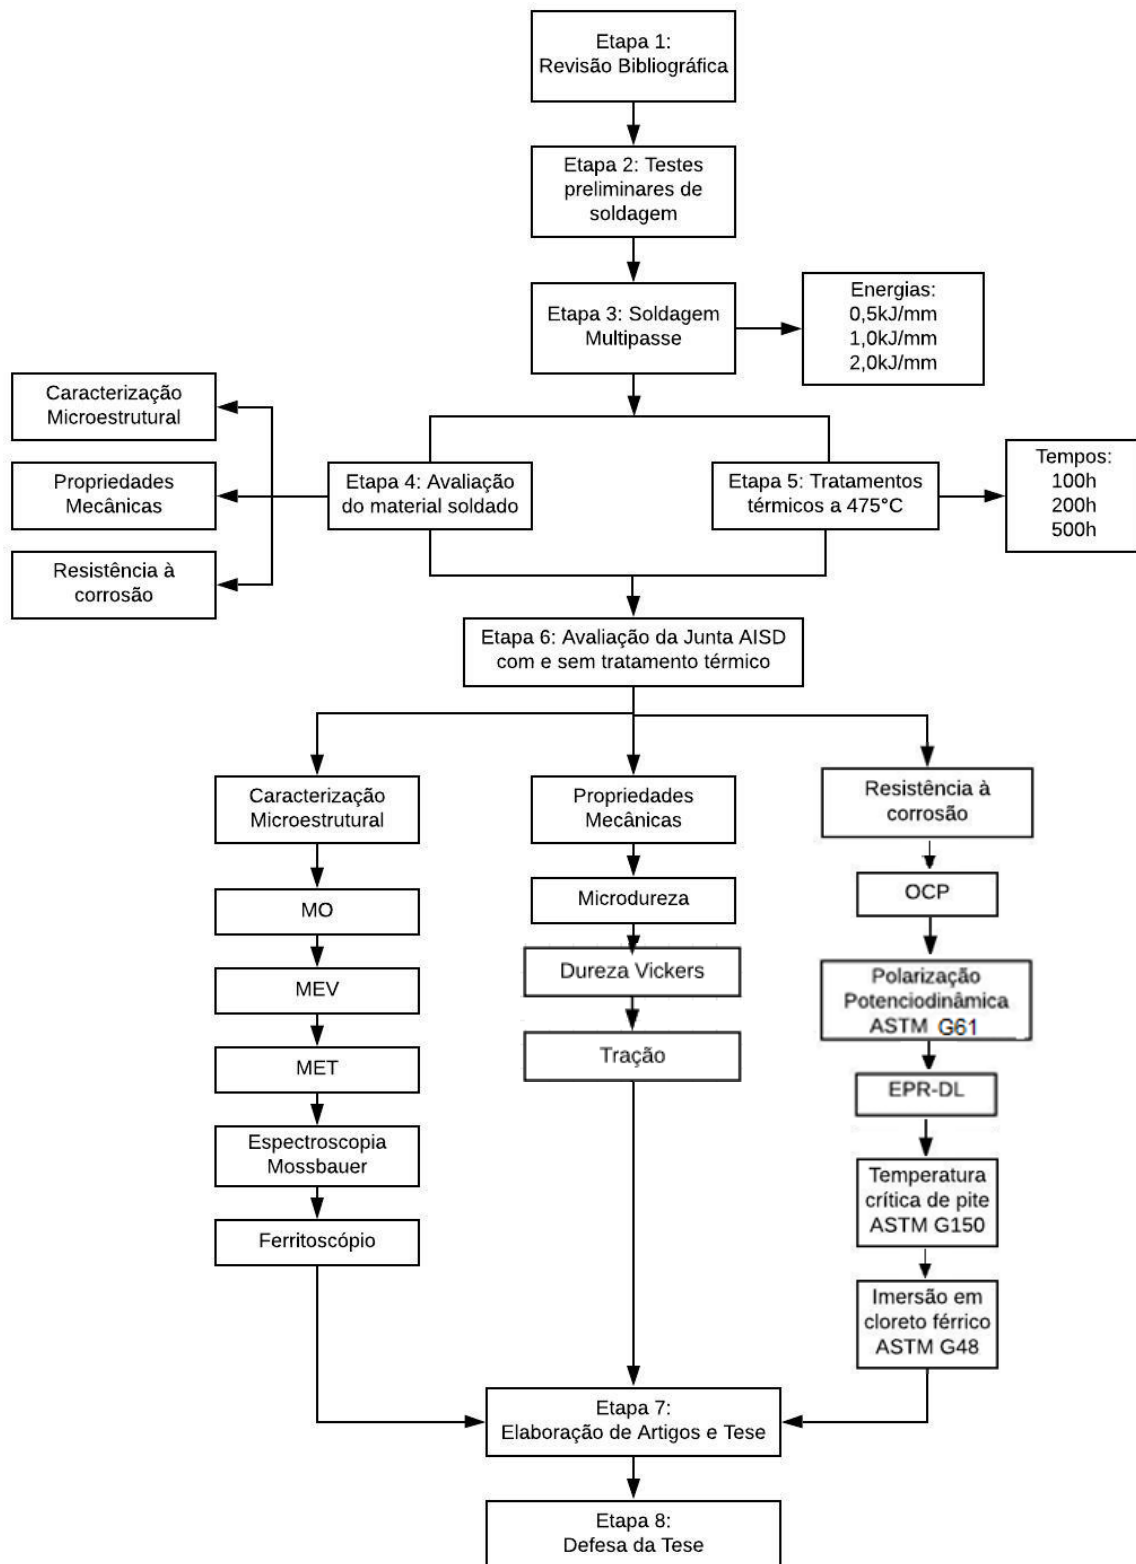 Etapa 1:
Revisão Bibliográfica
Etapa 2: Testes
preliminares de
soldagem
Etapa 3: Soldagem
Multipasse
Energias:
0,5kJ/mm
1,0kJ/mm
2,0kJ/mm
Caracterização
Microestrutural
Propriedades
Mecânicas
Resistência à
corrosão
Etapa 4: Avaliação
do material soldado
Etapa 5: Tratamentos
térmicos a 475°C
Tempos:
100h
200h
500h
Etapa 6: Avaliação da Junta AISD
com e sem tratamento térmico
Caracterização
Microestrutural
MO
MEV
MET
Espectroscopia
Mossbauer
Ferritoscópio
Propriedades
Mecânicas
Microdureza
Dureza Vickers
Tração
Resistência à
corrosão
OCP
Polarização
Potenciodinâmica
ASTM G61
EPR-DL
Temperatura
crítica de pite
ASTM G150
Imersão em
cloreto férrico
ASTM G48
Etapa 7:
Elaboração de Artigos e Tese
Etapa 8:
Defesa da Tese